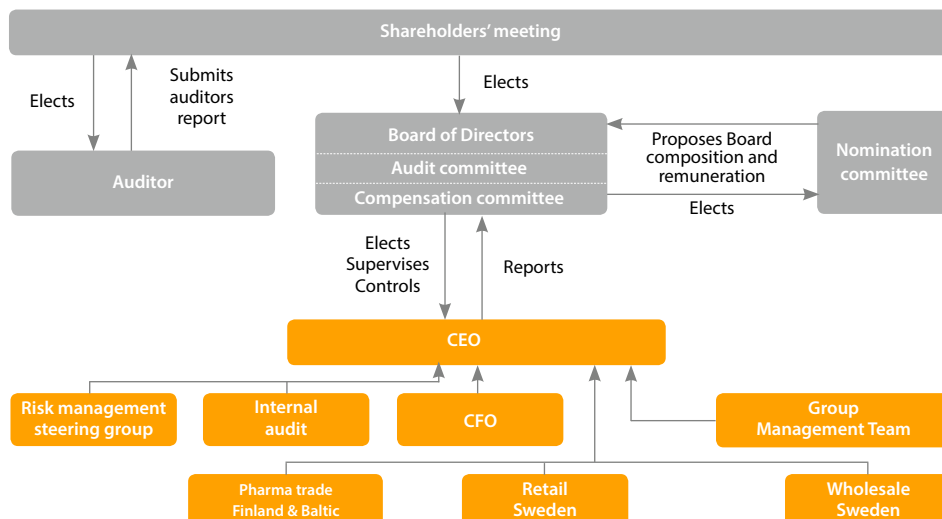 Shareholders' meeting
Elects
Submits
auditors
report
Elects
Board of Directors
Audit committee
Compensation committee
Proposes Board
composition and
remuneration
Elects
Nomination
committee
Auditor
Elects
Supervises
Controls
Reports
CEO
Risk management
steering group
Internal
audit
CFO
Group
Management Team
Pharma trade
Finland & Baltic
Retail
Sweden
Wholesale
Sweden